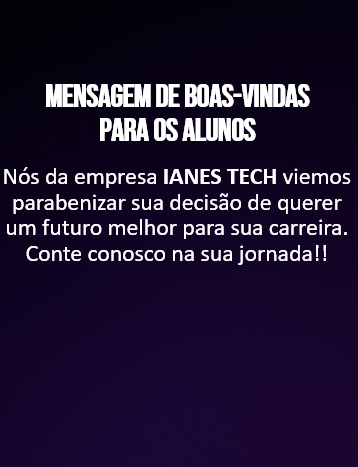 MENSAGEM DE BOAS-VINDAS
PARA OS ALUNOS
Nós da empresa IANES TECH viemos
parabenizar sua decisão de querer
um futuro melhor para sua carreira.
Conte conosco na sua jornada!!